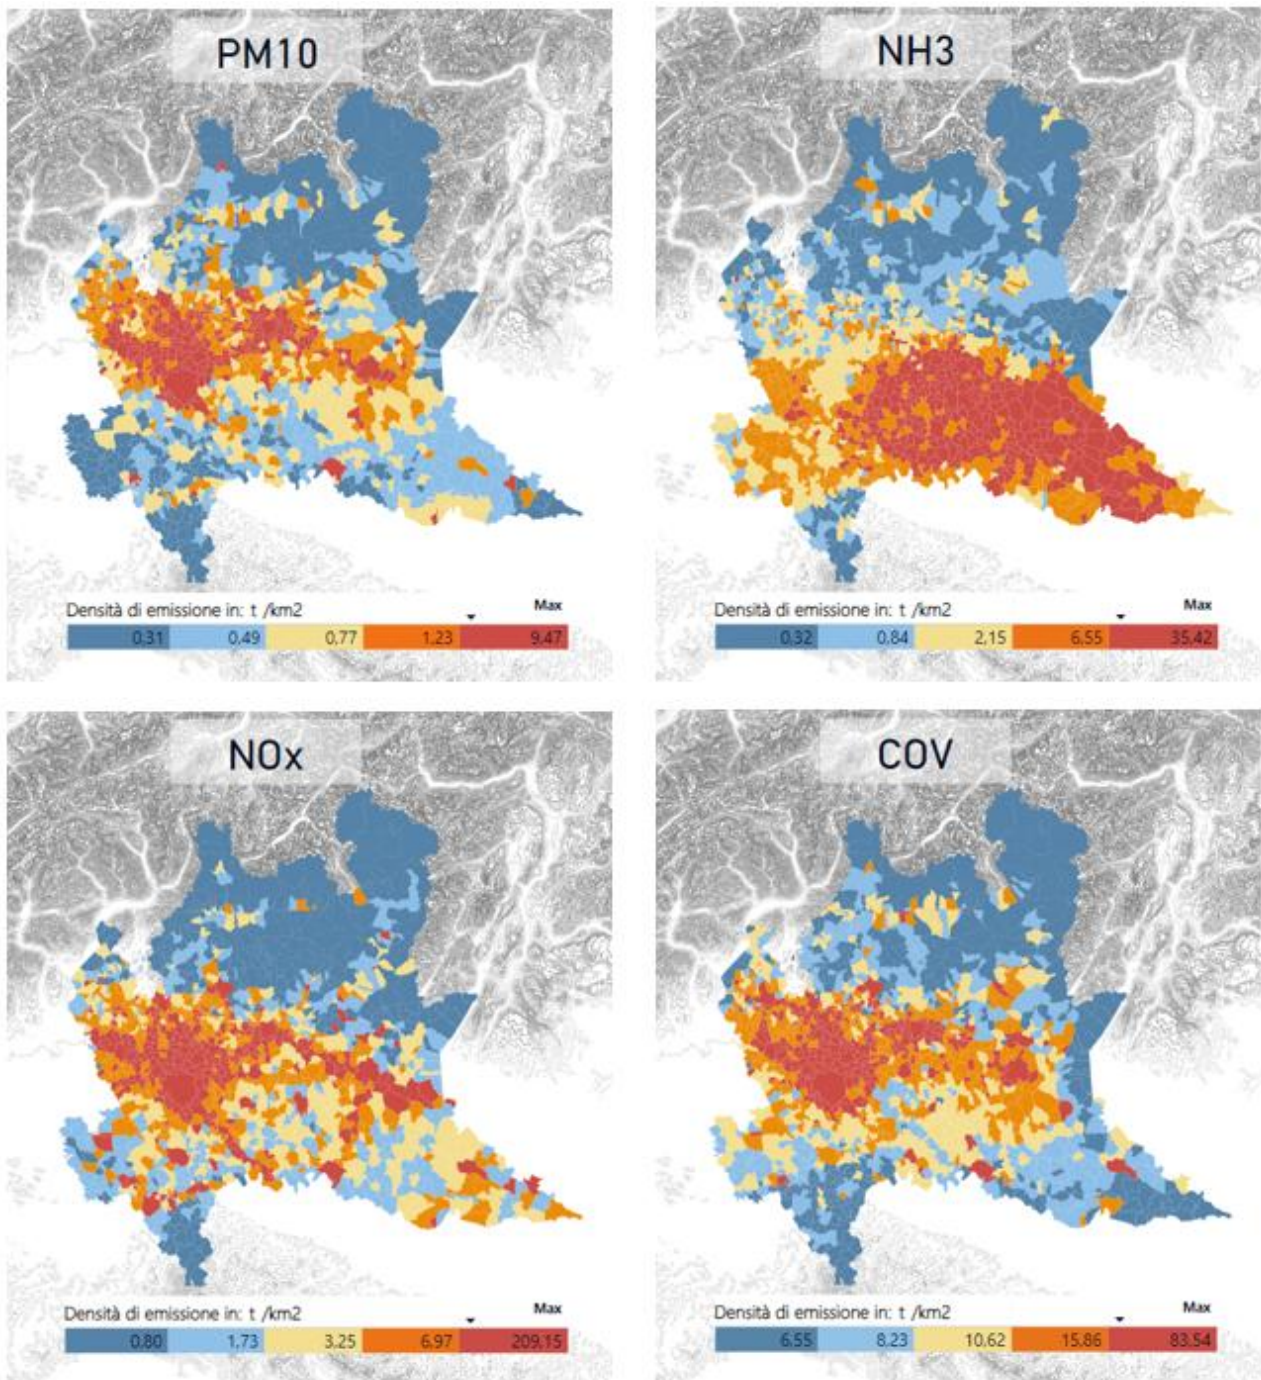 PM10
NH3
Densità di emissione in: t /km2
Max
0,31 0,49 0,77 1,23 9,47
Densità di emissione in: t /km2
Max
0,32 0,84 2,15 6,55 35,42
NOx
COV
Densità di emissione in: t /km2
Max
0,80 1,73 3,25 6,97 209,15
Densità di emissione in: t /km2
Max
6,55 8,23 10,62 15,86 83,54